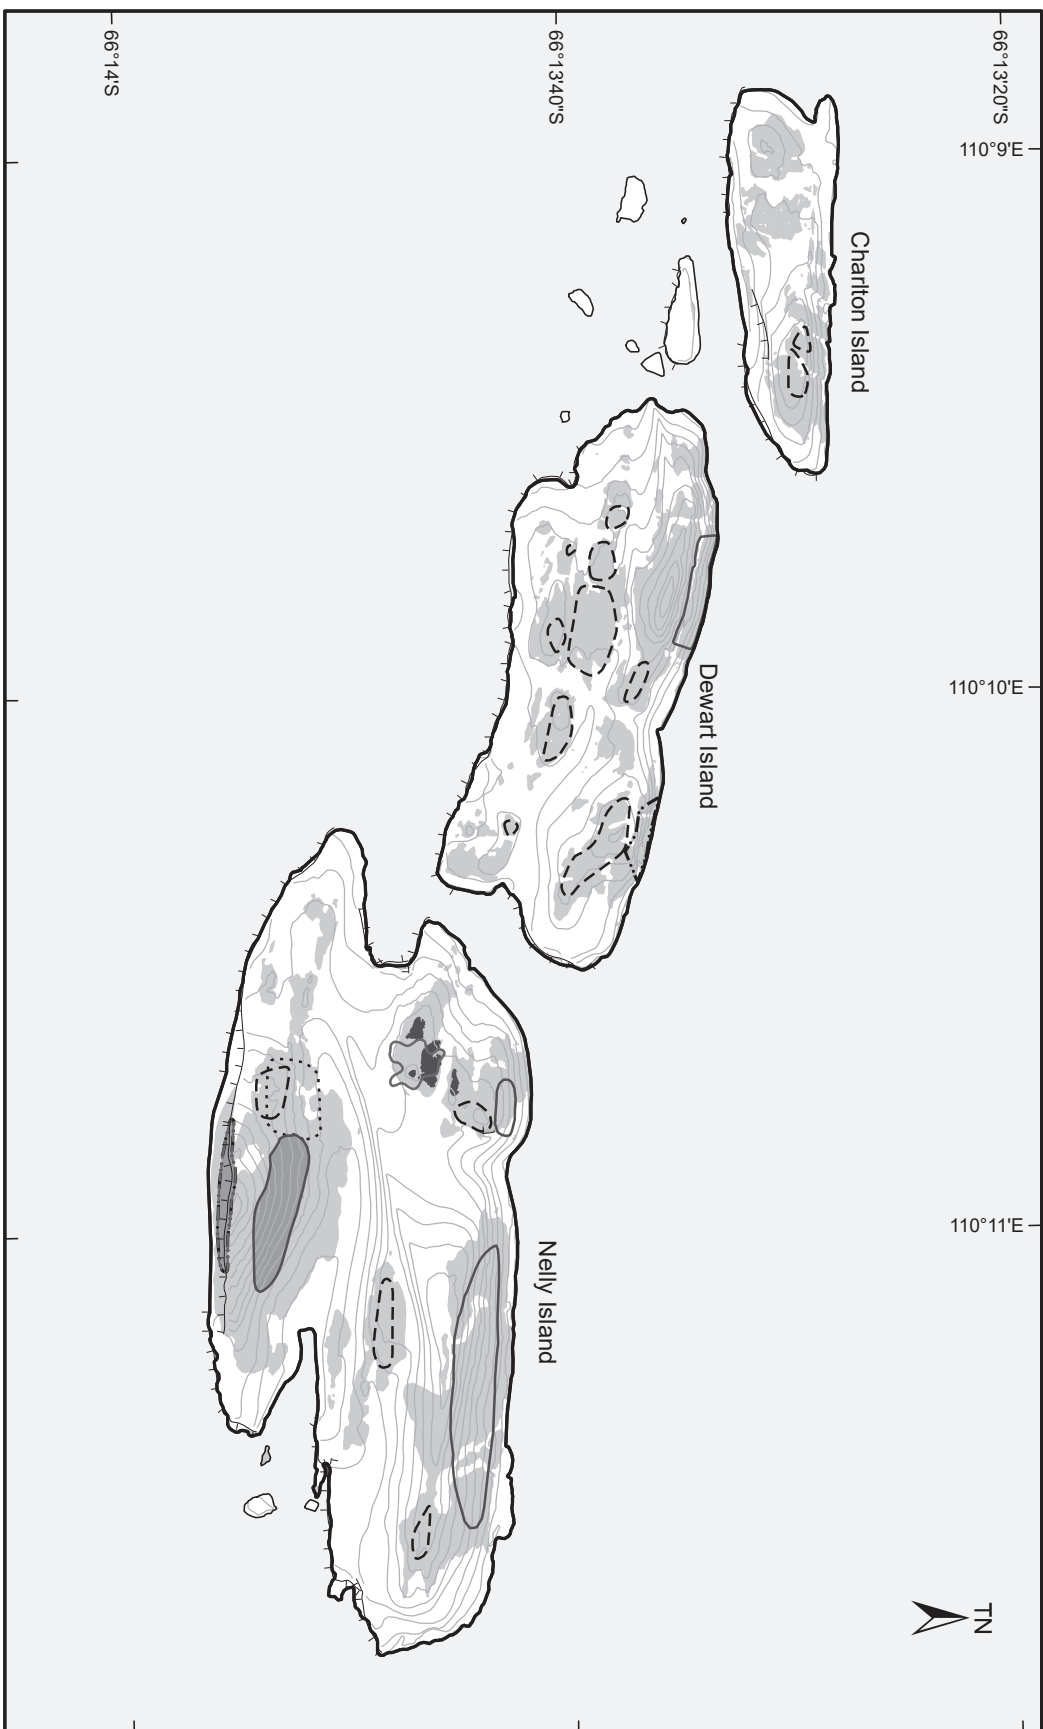 66°14'S
66°13'40"S
66°13'20"S
110°9'E
Charlton Island
Dewart Island
110°10'E
110°11'E
Nelly Island
TN